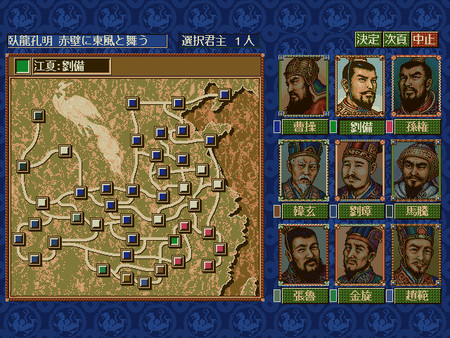 臥龍孔明 赤壁に東風と舞う
選択君主 1人
決定 次頁 中止
江夏:劉備
曹操 劉備 孫権
韓玄 劉璋 馬騰
張魯 金旋 趙範